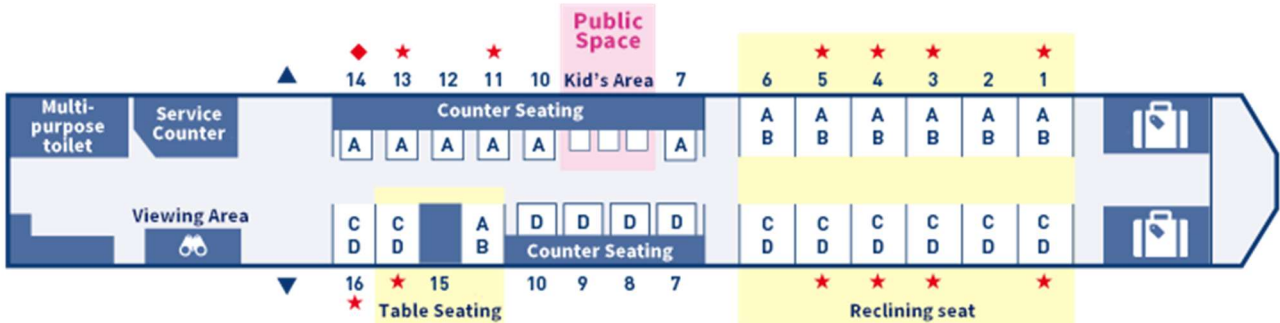 Public
Space
14 13 12 11 10 Kid's Area 7 6 5 4 3 2 1
Multi-
purpose
toilet
Service
Counter
Counter Seating
A A A A A A
A A A A A A
B B B B B B
Viewing Area
C C A D D D D C C C C C C
D D B D D D D D D
Counter Seating
16 15 10 9 8 7
Table Seating
Reclining seat